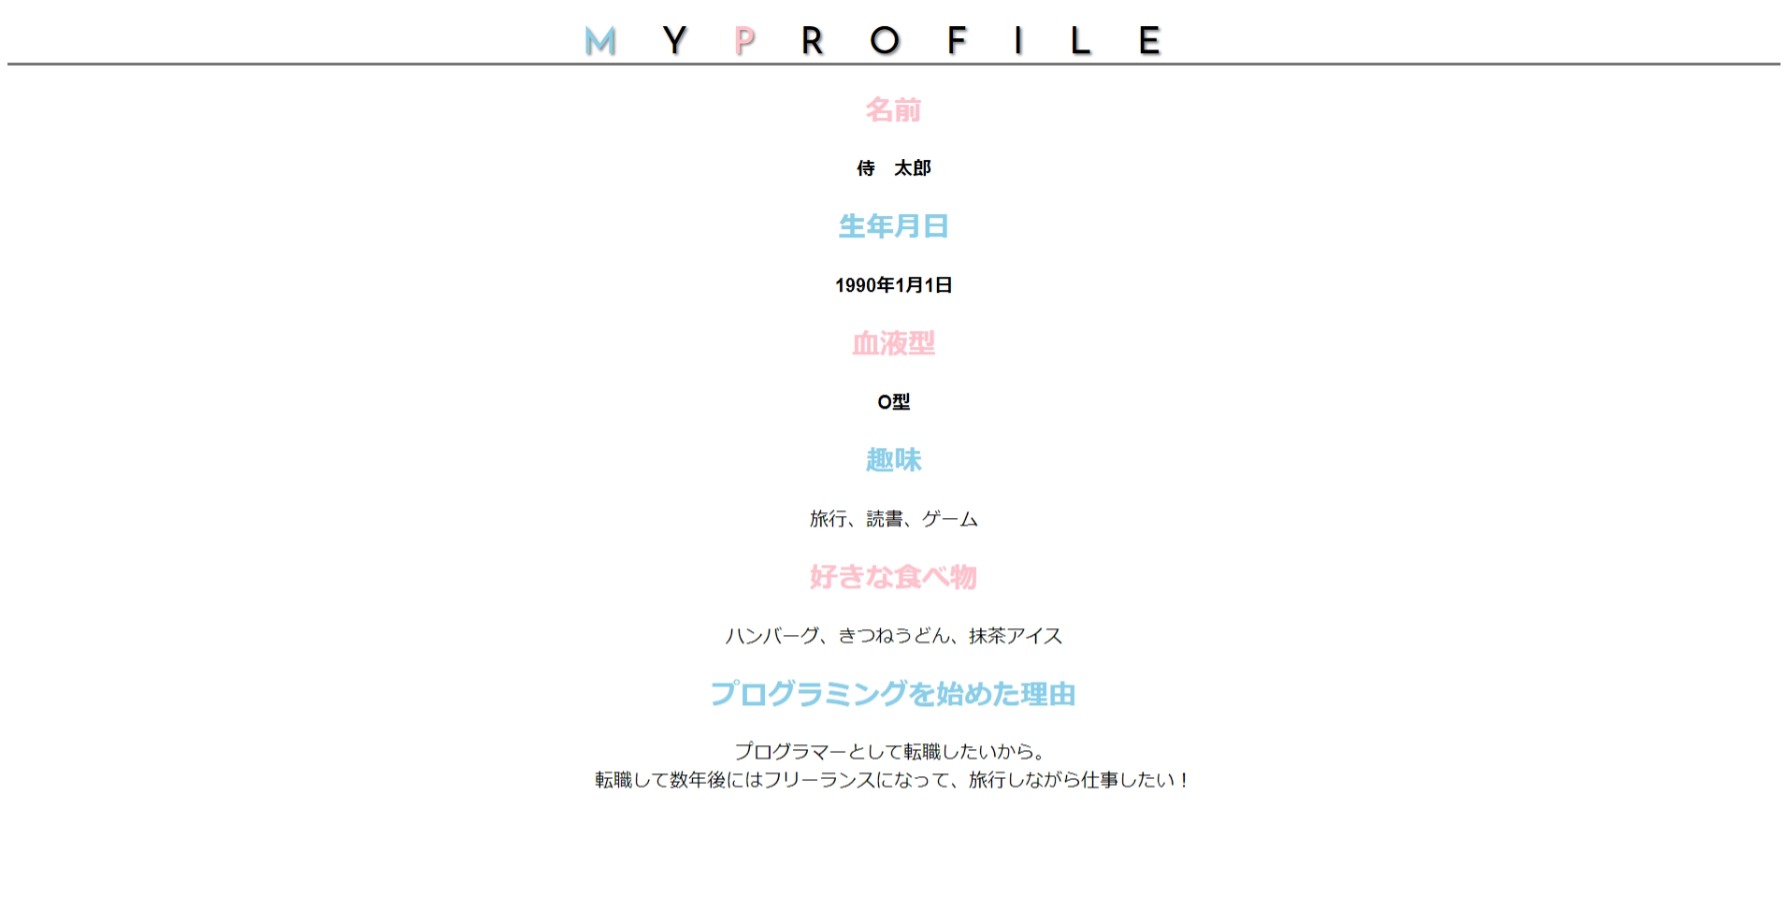 MYPROFILE
名前
侍　太郎
生年月日
1990年1月1日
血液型
O型
趣味
旅行、読書、ゲーム
好きな食べ物
ハンバーグ、きつねうどん、抹茶アイス
プログラミングを始めた理由
プログラマーとして転職したいから。
転職して数年後にはフリーランスになって、旅行しながら仕事したい！